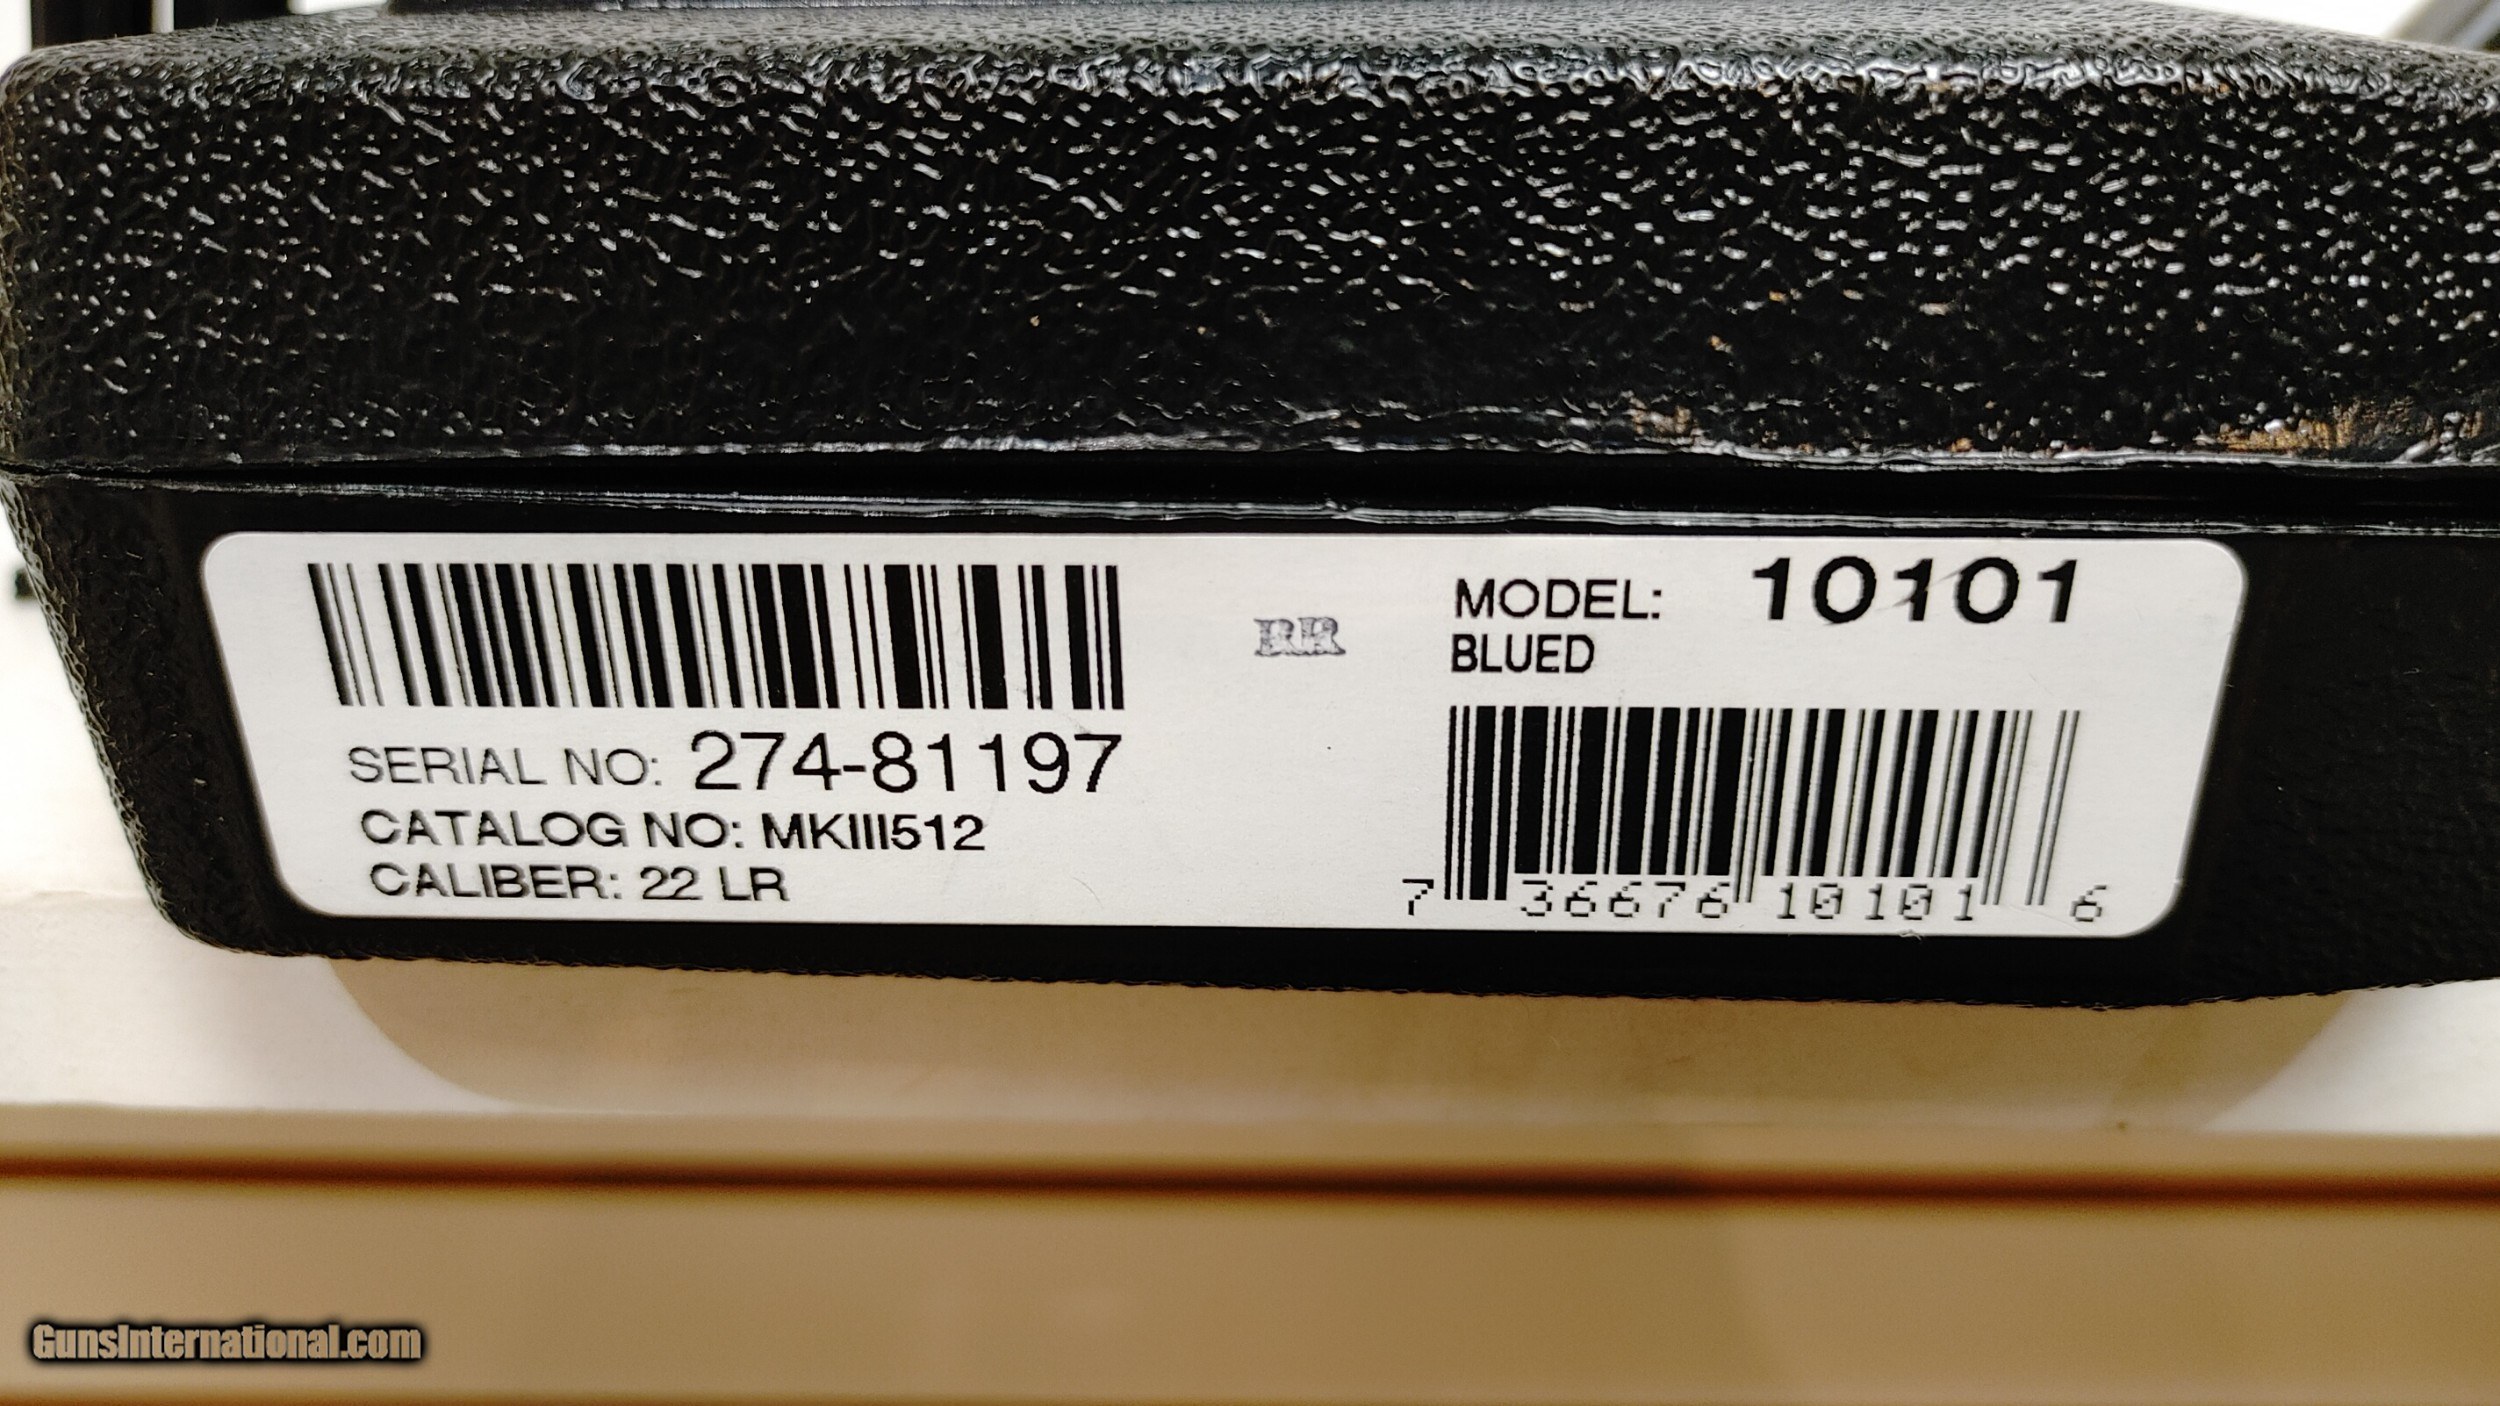 SERIAL NO: 274-81197
CATALOG NO: MKIII512
CALIBER: 22 LR
RR
MODEL: 10101
BLUED
7 36676 10101 6
GunsInternational.com